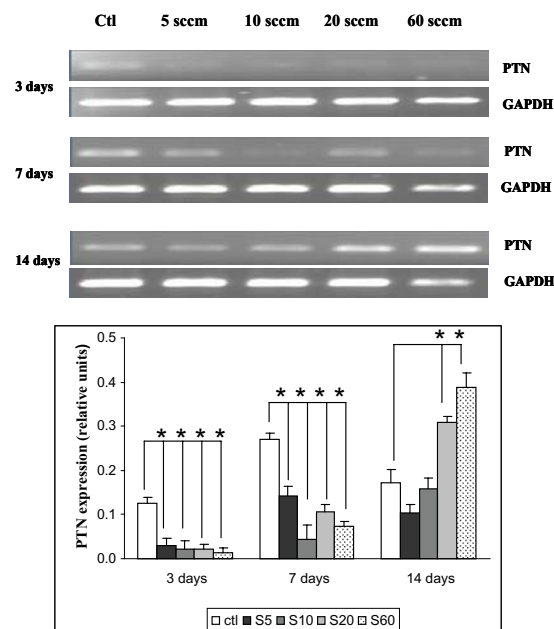 Ctl 5 sccm 10 sccm 20 sccm 60 sccm
PTN
3 days
GAPDH
PTN
7 days
GAPDH
PTN
14 days
GAPDH
PTN expression (relative units)
0.5
0.4
0.3
0.2
0.1
0.0
* * * *
* * * *
* *
3 days 7 days 14 days
ctl S5 S10 S20 S60